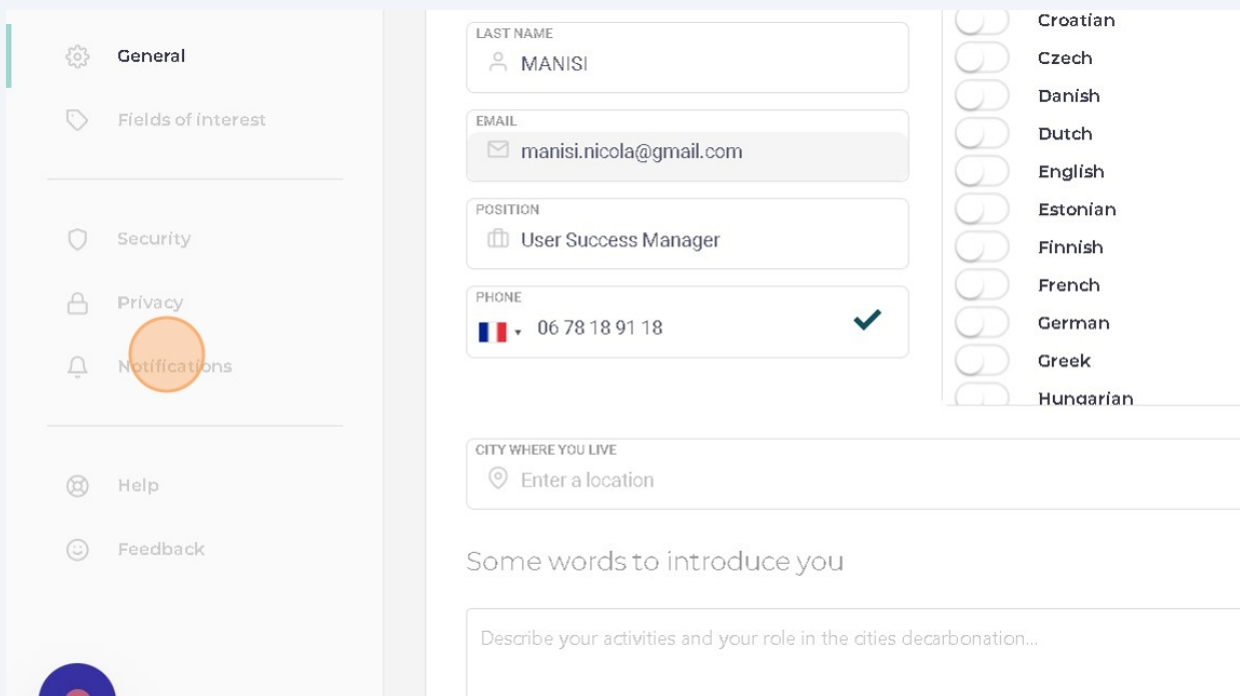 General
Fields of interest
Security
Privacy
Notifications
Help
Feedback
LAST NAME
MANISI
EMAIL
manisi.nicola@gmail.com
POSITION
User Success Manager
PHONE
06 78 18 91 18
Croatian
Czech
Danish
Dutch
English
Estonian
Finnish
French
German
Greek
Hungarian
CITY WHERE YOU LIVE
Enter a location
Some words to introduce you
Describe your activities and your role in the cities decarbonation...